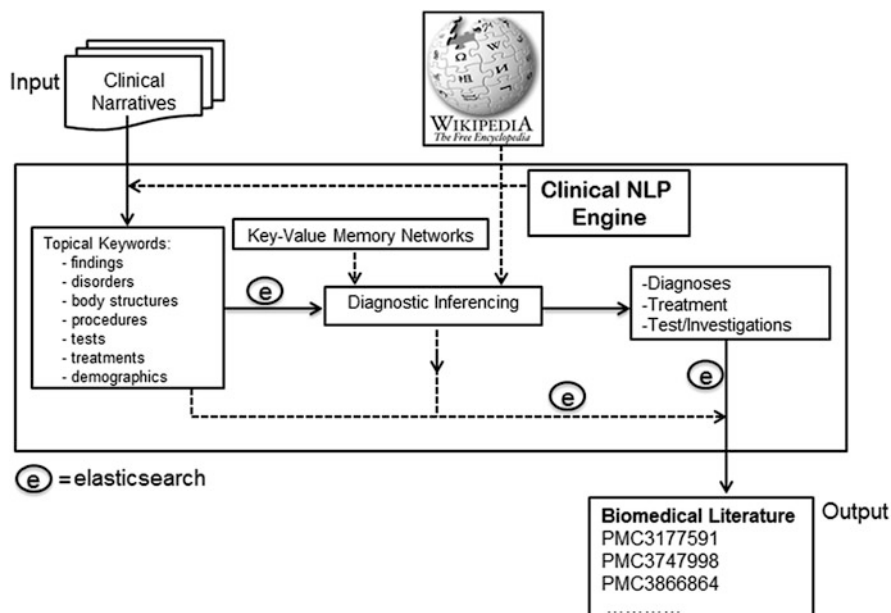 Input
Clinical
Narratives
WIKIPEDIA
The Free Encyclopedia
Clinical NLP
Engine
Topical Keywords:
- findings
- disorders
- body structures
- procedures
- tests
- treatments
- demographics
Key-Value Memory Networks
e
Diagnostic Inferencing
-Diagnoses
-Treatment
-Test/Investigations
e
e
e = elasticsearch
Biomedical Literature
PMC3177591
PMC3747998
PMC3866864
............
Output